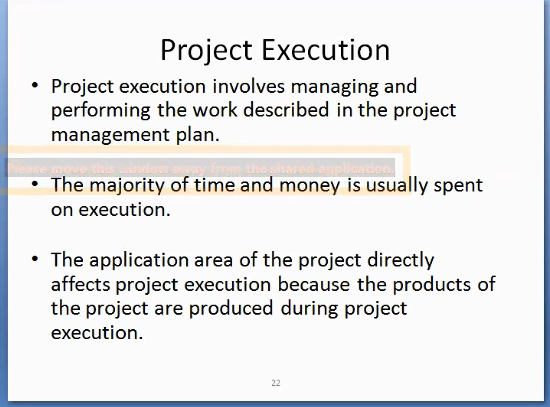 Project Execution
• Project execution involves managing and
performing the work described in the project
management plan.
Please move this window away from the shared application.
• The majority of time and money is usually spent
on execution.
• The application area of the project directly
affects project execution because the products of
the project are produced during project
execution.
22